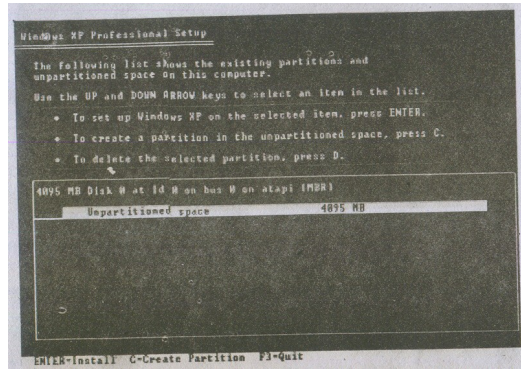 Windows XP Professional Setup
The following list shows the existing partitions and
unpartitioned space on this computer.
Use the UP and DOWN ARROW keys to select an item in the list.
• To set up Windows XP on the selected item, press ENTER.
• To create a partition in the unpartitioned space, press C.
• To delete the selected partition, press D.
4095 MB Disk 0 at Id 0 on bus 0 on atapi [MBR]
Unpartitioned space 4095 MB
ENTER=Install C=Create Partition F3=Quit